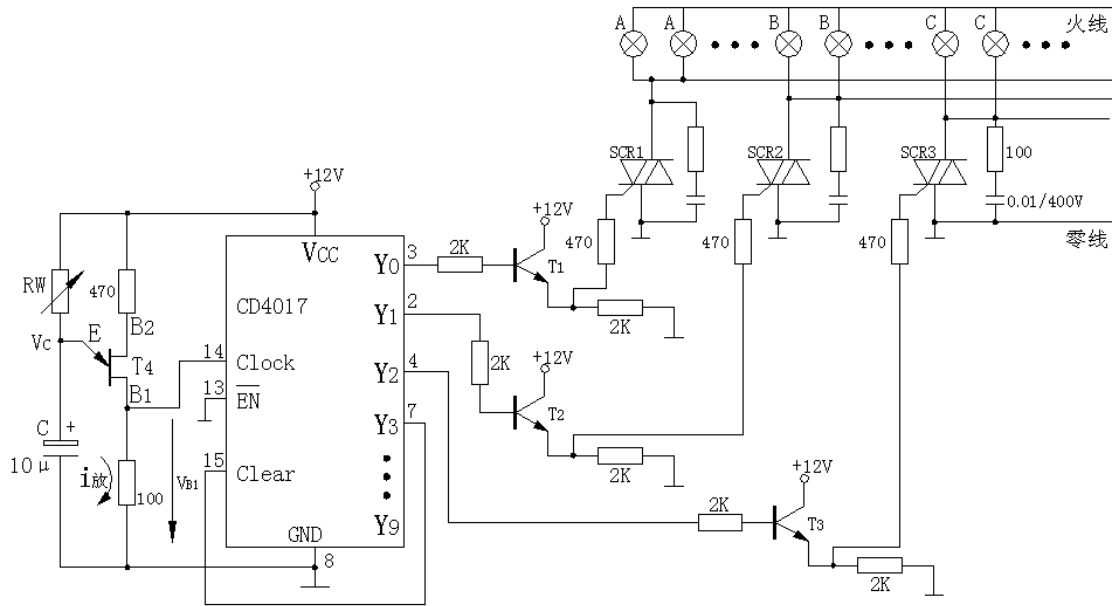 A A B B C C 火线
SCR1 SCR2 SCR3 100
0.01/400V
零线
+12V
+12V
VCC
470 470 470
RW 470 CD4017 Y0 3 2K T1
B2 Y1 2 2K
VC E T4 14 Clock 2K +12V
B1 13 EN Y2 4 T2
C + Y3 7
10μ i放 100 VB1 15 Clear 2K
+12V
Y9 2K T3
GND 8
2K